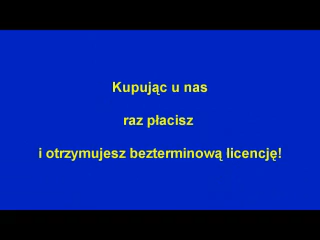 Kupując u nas
raz płacisz
i otrzymujesz bezterminową licencję!